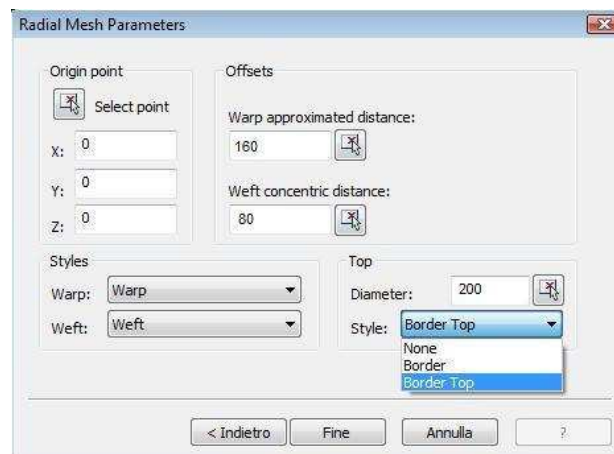 Radial Mesh Parameters
Origin point
Select point
X: 0
Y: 0
Z: 0
Offsets
Warp approximated distance:
160
Weft concentric distance:
80
Styles
Warp: Warp
Weft: Weft
Top
Diameter: 200
Style: Border Top
None
Border
Border Top
< Indietro
Fine
Annulla
?